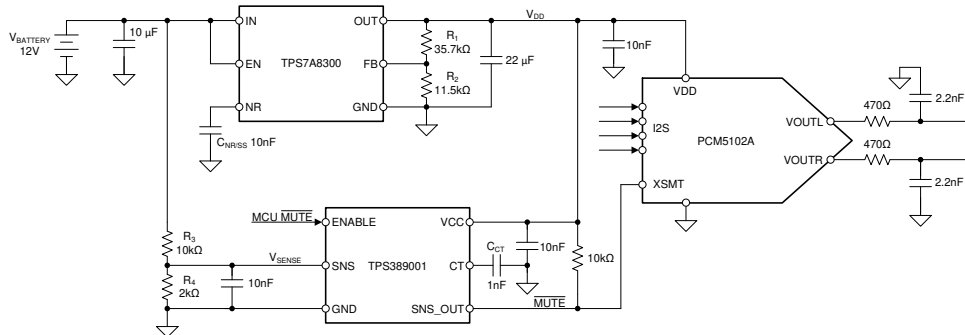 V_BATTERY
12V
10 µF
IN
EN
NR
TPS7A8300
OUT
FB
GND
C_NR/SS 10nF
R₁
35.7kΩ
R₂
11.5kΩ
22 µF
V_DD
10nF
VDD
I2S
PCM5102A
XSMT
VOUTL
VOUTR
470Ω
2.2nF
470Ω
2.2nF
R₃
10kΩ
R₄
2kΩ
10nF
V_SENSE
MCU MUTE
ENABLE
SNS
GND
TPS389001
VCC
CT
SNS_OUT
C_CT
1nF
10nF
10kΩ
MUTE